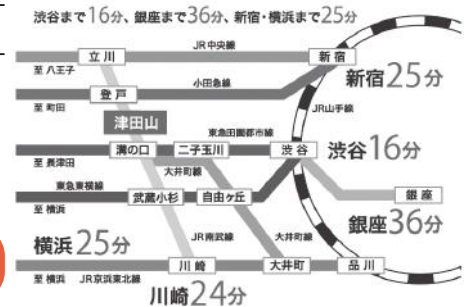 渋谷まで16分、銀座まで36分、新宿・横浜まで25分
JR中央線
立川
新宿
至 八王子
小田急線
新宿25分
登戸
至 町田
JR山手線
津田山
東急田園都市線
溝の口
二子玉川
渋谷
渋谷16分
至 長津田
大井町線
東急東横線
武蔵小杉
自由ヶ丘
銀座
至 横浜
銀座36分
横浜25分
JR南武線
大井町線
川崎
大井町
品川
至 横浜
JR京浜東北線
川崎24分